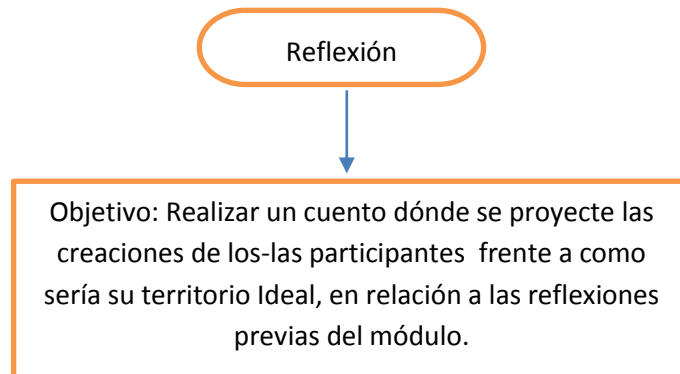 Reflexión
Objetivo: Realizar un cuento dónde se proyecte las
creaciones de los-las participantes  frente a como
sería su territorio Ideal, en relación a las reflexiones
previas del módulo.